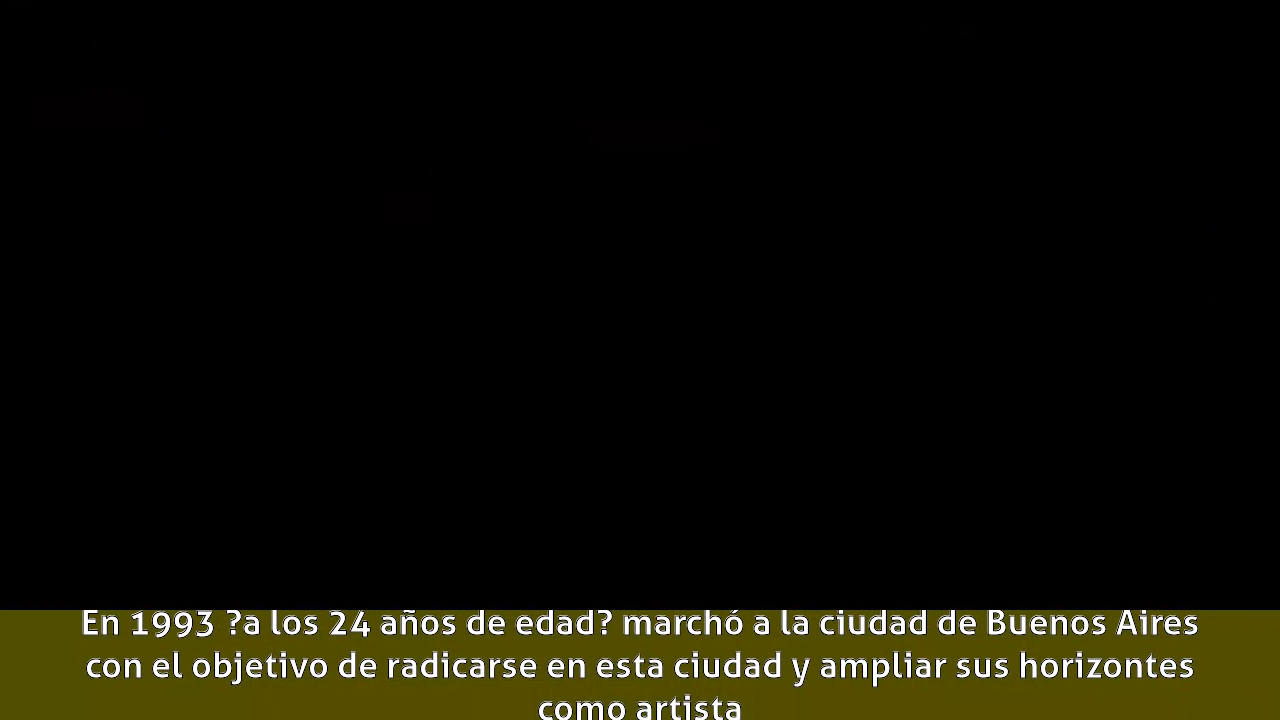 En 1993 ?a los 24 años de edad? marchó a la ciudad de Buenos Aires
con el objetivo de radicarse en esta ciudad y ampliar sus horizontes
como artista